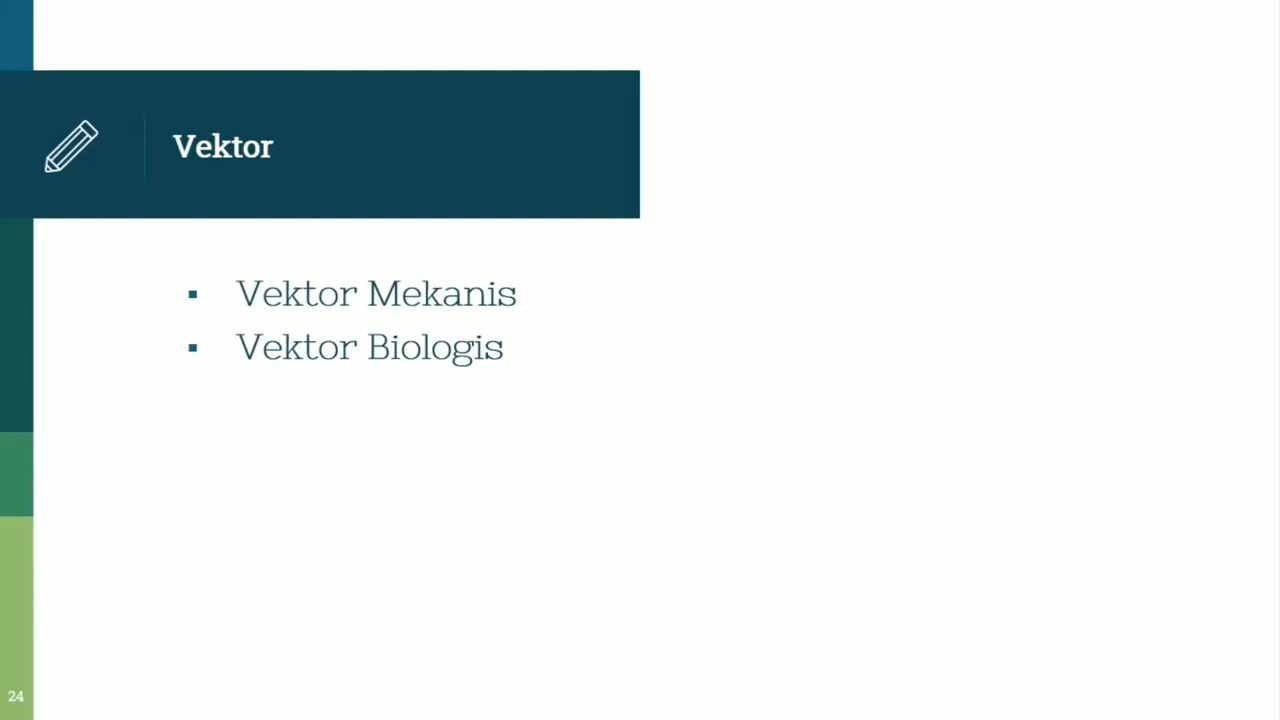 Vektor
▪ Vektor Mekanis
▪ Vektor Biologis
24